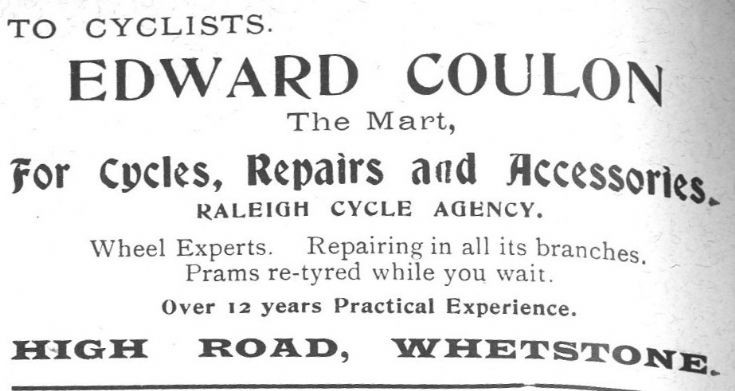 TO CYCLISTS.
EDWARD COULON
The Mart,
For Cycles, Repairs and Accessories.
RALEIGH CYCLE AGENCY.
Wheel Experts. Repairing in all its branches.
Prams re-tyred while you wait.
Over 12 years Practical Experience.
HIGH ROAD, WHETSTONE.